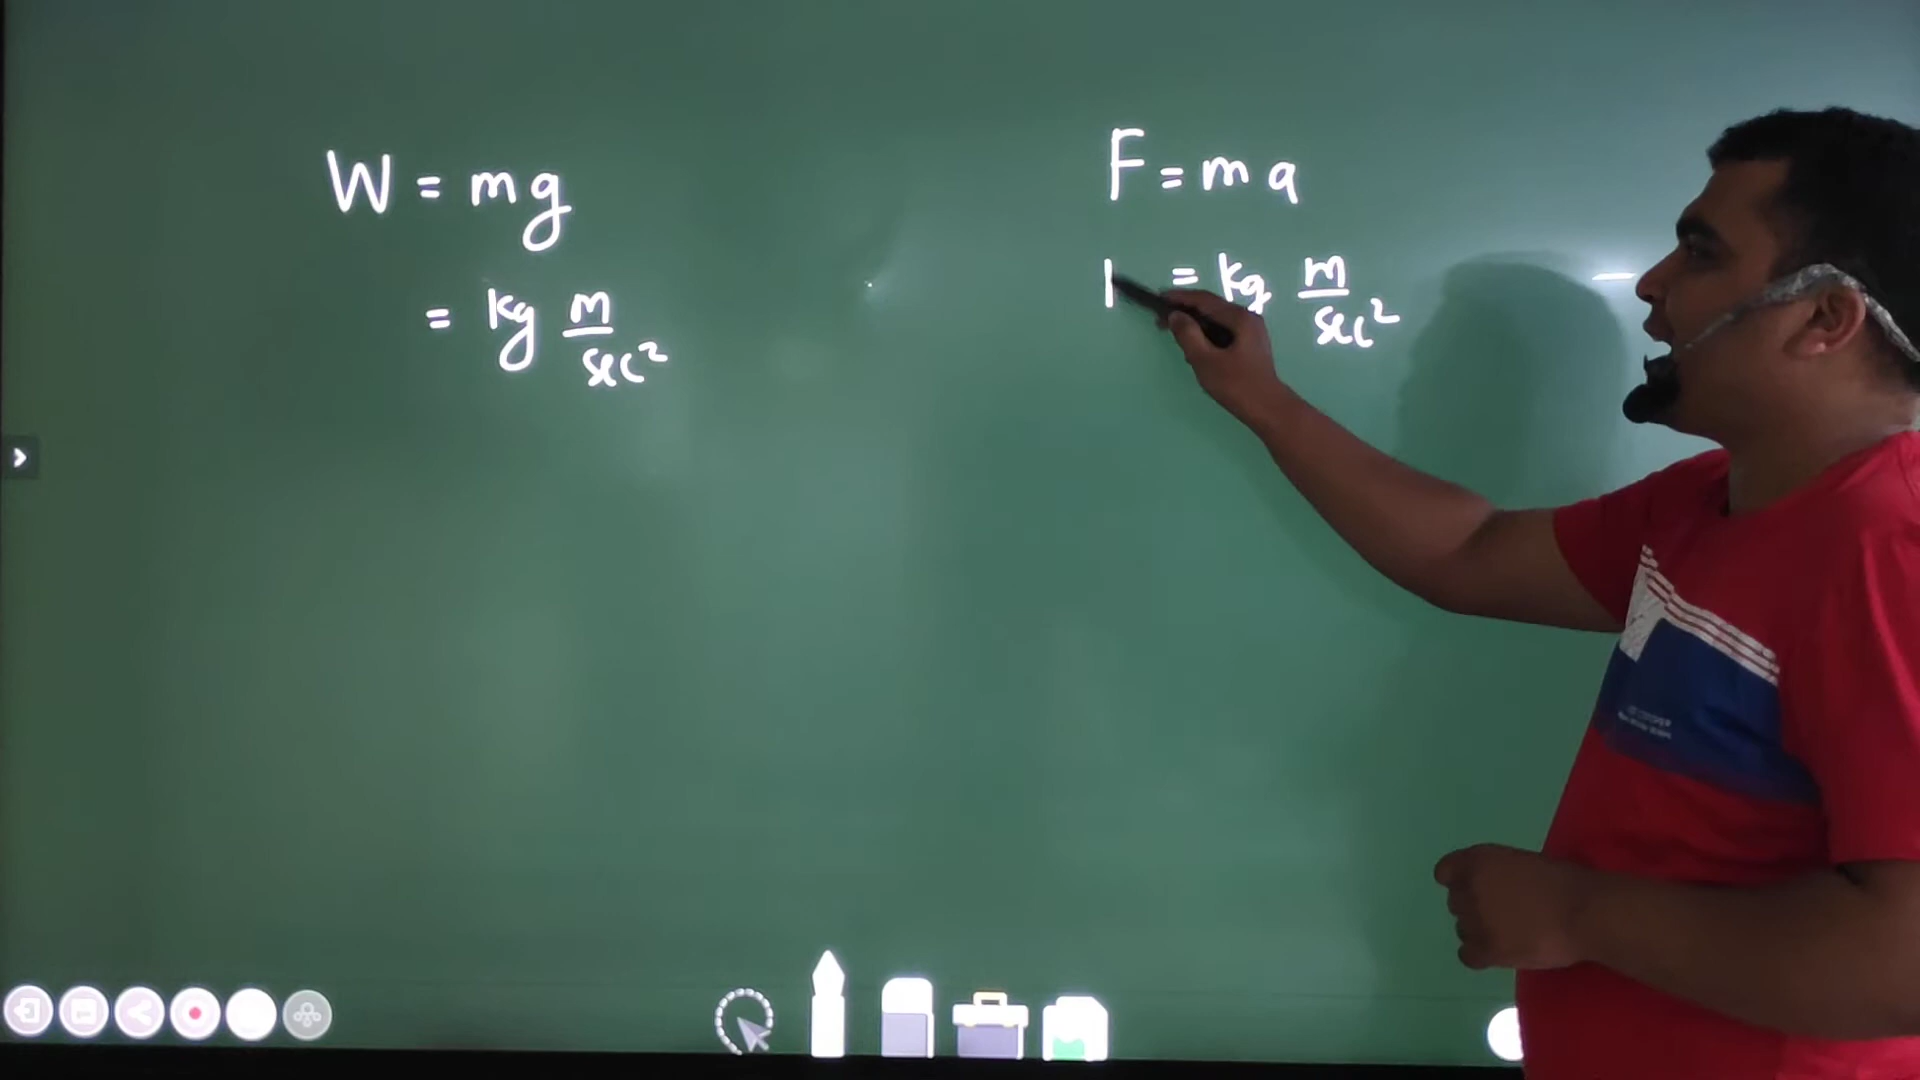 W = mg
= kg m/sec²
F = ma
1 = kg m/sec²